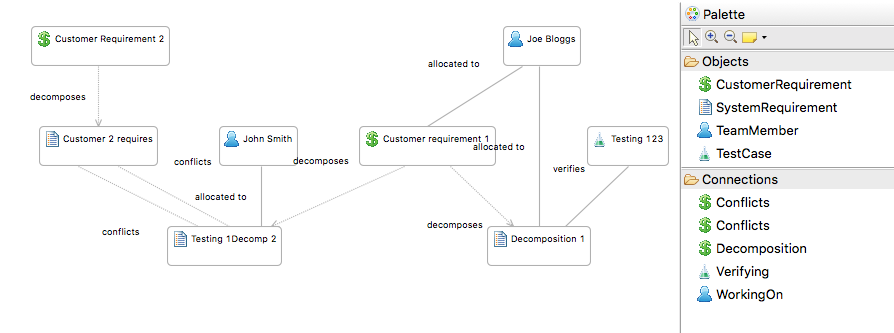 Customer Requirement 2
Joe Bloggs
allocated to
decomposes
Customer 2 requires
John Smith
Customer requirement 1
Testing 123
allocated to
conflicts
decomposes
verifies
allocated to
conflicts
decomposes
Testing 1Decomp 2
Decomposition 1
Palette
Objects
CustomerRequirement
SystemRequirement
TeamMember
TestCase
Connections
Conflicts
Conflicts
Decomposition
Verifying
WorkingOn